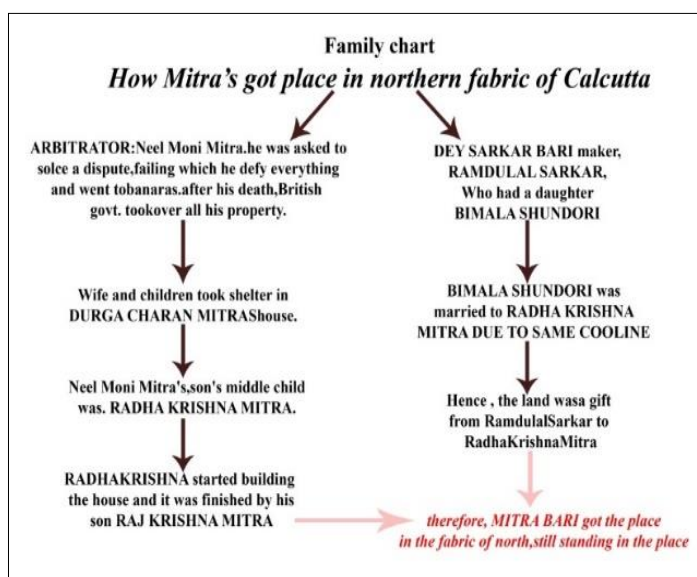 Family chart
How Mitra's got place in northern fabric of Calcutta
ARBITRATOR:Neel Moni Mitra.he was asked to
solce a dispute,failing which he defy everything
and went tobanaras.after his death,British
govt. tookover all his property.
Wife and children took shelter in
DURGA CHARAN MITRAShouse.
Neel Moni Mitra's,son's middle child
was. RADHA KRISHNA MITRA.
RADHAKRISHNA started building
the house and it was finished by his
son RAJ KRISHNA MITRA
DEY SARKAR BARI maker,
RAMDULAL SARKAR,
Who had a daughter
BIMALA SHUNDORI
BIMALA SHUNDORI was
married to RADHA KRISHNA
MITRA DUE TO SAME COOLINE
Hence , the land wasa gift
from RamdulalSarkar to
RadhaKrishnaMitra
therefore, MITRA BARI got the place
in the fabric of north,still standing in the place